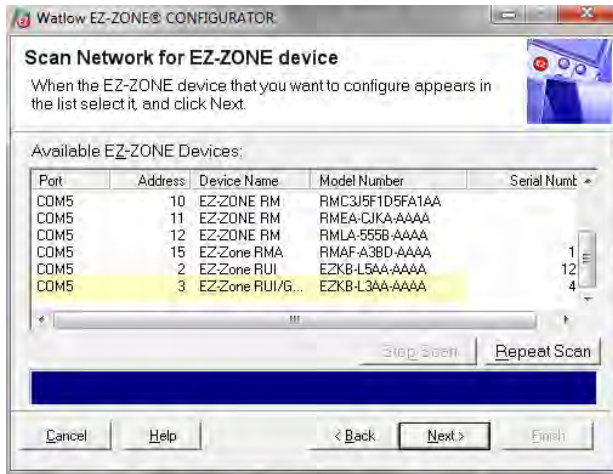 Watlow EZ-ZONE® CONFIGURATOR
Scan Network for EZ-ZONE device
When the EZ-ZONE device that you want to configure appears in
the list select it, and click Next.
Available EZ-ZONE Devices:
Port Address Device Name Model Number Serial Numb
COM5 10 EZ-ZONE RM RMC3J5F1D5FA1AA
COM5 11 EZ-ZONE RM RMEA-CJKA-AAAA
COM5 12 EZ-ZONE RM RMLA-555B-AAAA
COM5 15 EZ-Zone RMA RMAF-A3BD-AAAA 1
COM5 2 EZ-Zone RUI EZKB-L5AA-AAAA 12
COM5 3 EZ-Zone RUI/G... EZKB-L3AA-AAAA 4
Stop Scan Repeat Scan
Cancel Help < Back Next > Finish